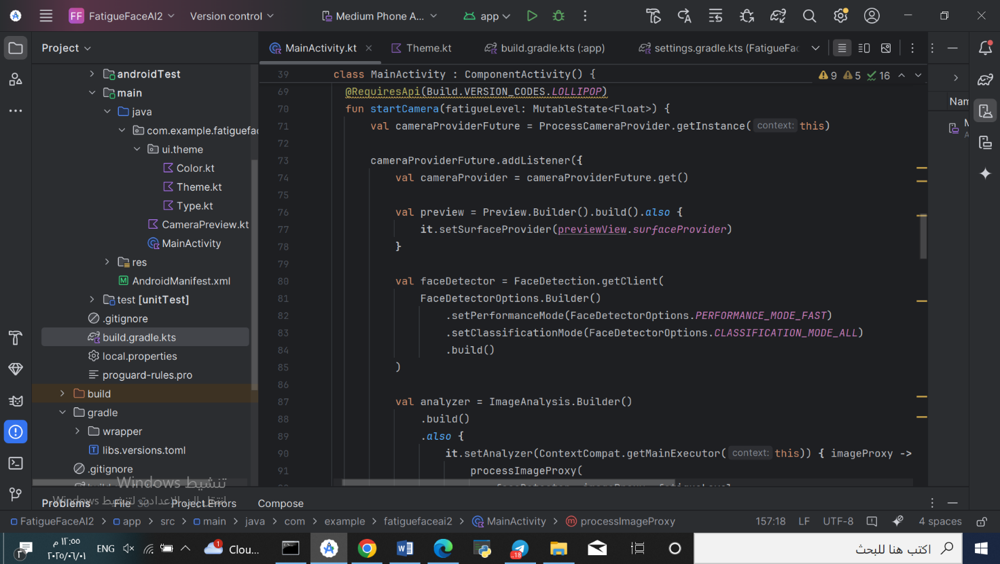 FF FatigueFaceAI2 Version control Medium Phone A... app
Project
MainActivity.kt Theme.kt build.gradle.kts (:app) settings.gradle.kts (FatigueFac
androidTest
main
java
com.example.fatiguefac
ui.theme
Color.kt
Theme.kt
Type.kt
CameraPreview.kt
MainActivity
res
AndroidManifest.xml
test [unitTest]
.gitignore
build.gradle.kts
local.properties
proguard-rules.pro
build
gradle
wrapper
libs.versions.toml
.gitignore
39 class MainActivity : ComponentActivity() {
9 5 16
69 @RequiresApi(Build.VERSION_CODES.LOLLIPOP)
70 fun startCamera(fatigueLevel: MutableState<Float>) {
71 val cameraProviderFuture = ProcessCameraProvider.getInstance( context: this)
72
73 cameraProviderFuture.addListener({
74 val cameraProvider = cameraProviderFuture.get()
75
76 val preview = Preview.Builder().build().also {
77 it.setSurfaceProvider(previewView.surfaceProvider)
78 }
79
80 val faceDetector = FaceDetection.getClient(
81 FaceDetectorOptions.Builder()
82 .setPerformanceMode(FaceDetectorOptions.PERFORMANCE_MODE_FAST)
83 .setClassificationMode(FaceDetectorOptions.CLASSIFICATION_MODE_ALL)
84 .build()
85 )
86
87 val analyzer = ImageAnalysis.Builder()
88 .build()
89 .also {
90 it.setAnalyzer(ContextCompat.getMainExecutor( context: this)) { imageProxy ->
91 processImageProxy(
Nam
تنشيط Windows
انتقل إلى الإعدادات لتنشيط Windows
Problems File 30 Project Errors Compose
FatigueFaceAI2 > app > src > main > java > com > example > fatiguefaceai2 > MainActivity > processImageProxy 157:18 LF UTF-8 4 spaces
١٢:٥٥ م
٢٠٢٥/٠٦/٠١
٢
ENG
1
Clou...
18
اكتب هنا للبحث